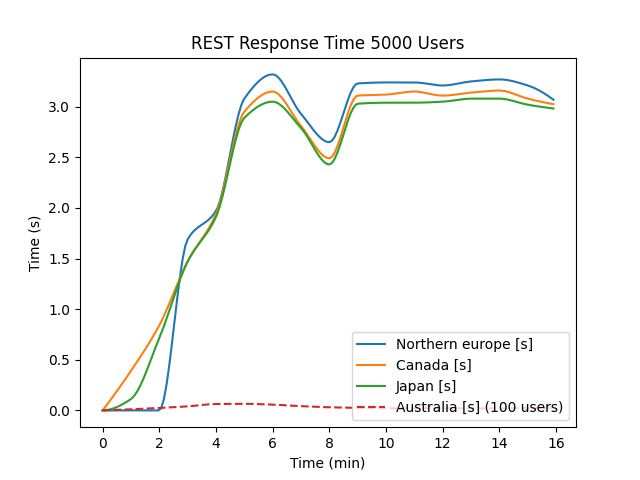 REST Response Time 5000 Users
Time (s)
3.0
2.5
2.0
1.5
1.0
0.5
0.0
Northern europe [s]
Canada [s]
Japan [s]
Australia [s] (100 users)
0 2 4 6 8 10 12 14 16
Time (min)